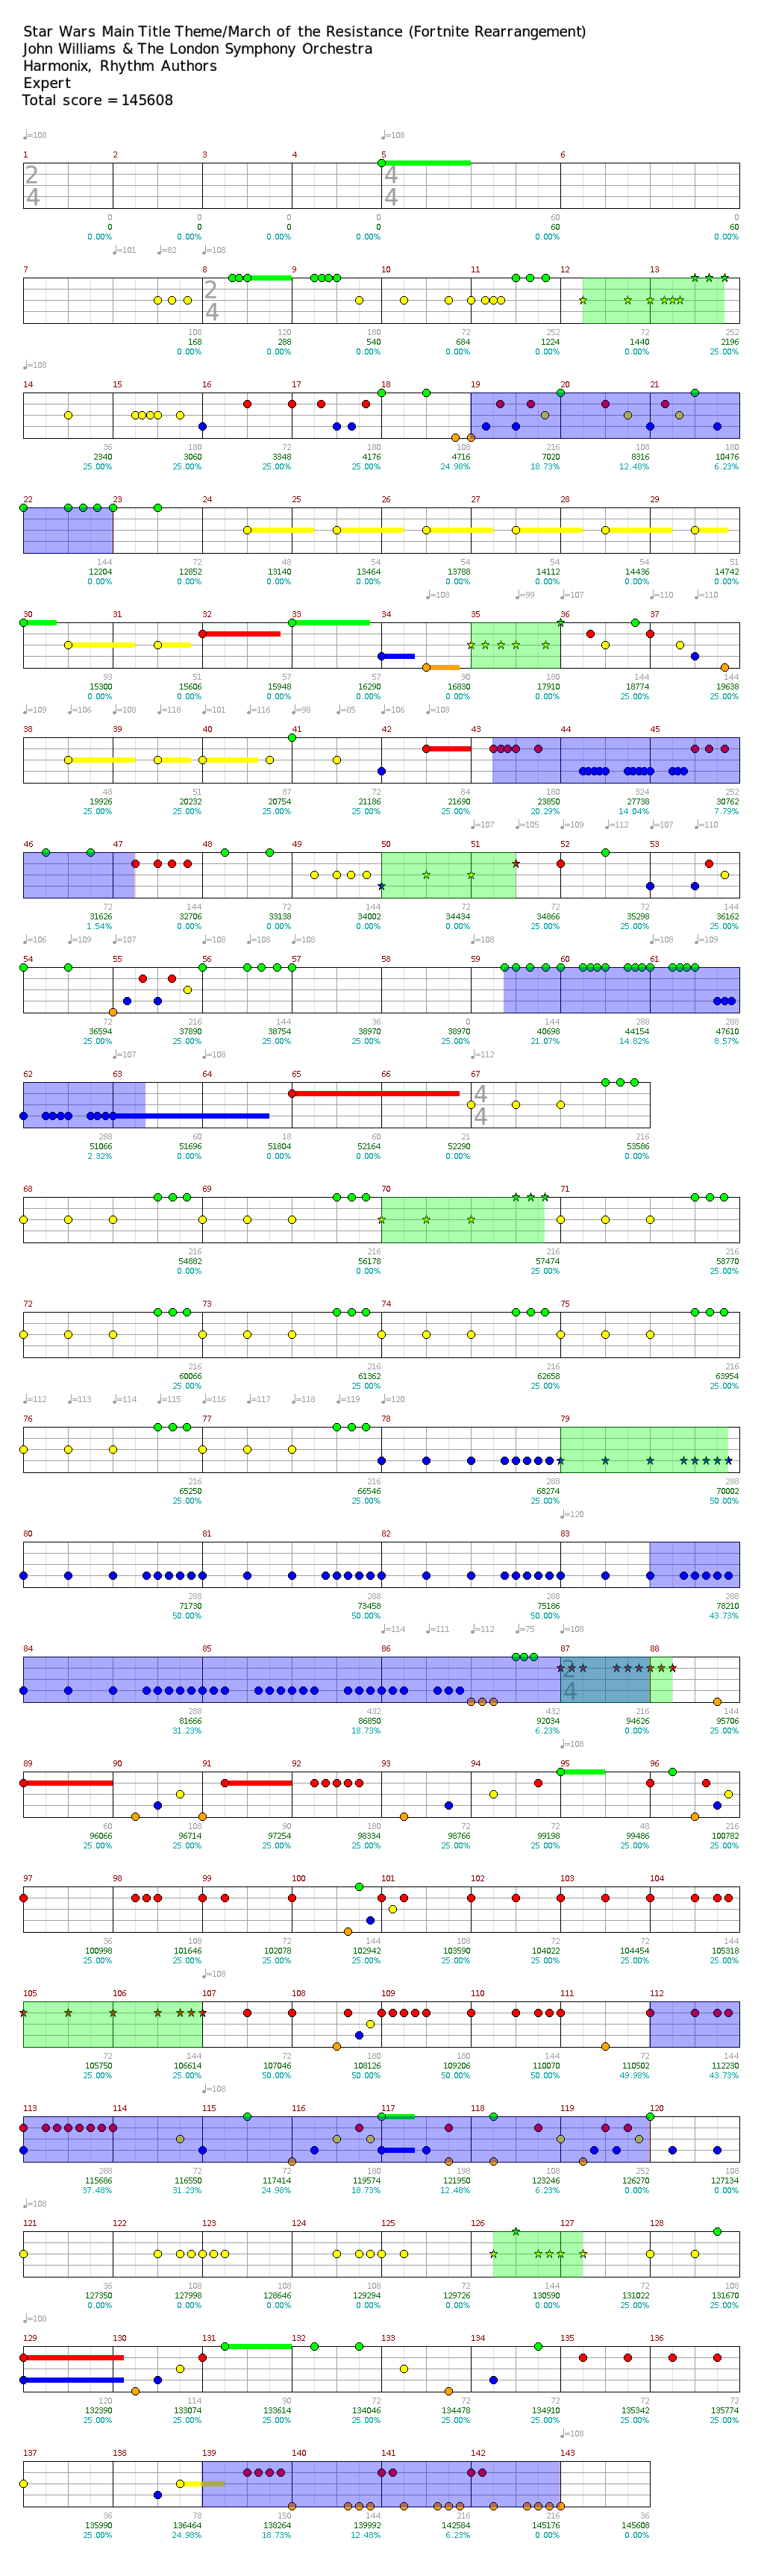 Star Wars Main Title Theme/March of the Resistance (Fortnite Rearrangement)
John Williams & The London Symphony Orchestra
Harmonix, Rhythm Authors
Expert
Total score = 145608
♩=108 ♩=108
1 2 3 4 5 6
2 4
4 4
0 0 0 0 60 0
0 0 0 0 60 60
0.00% 0.00% 0.00% 0.00% 0.00% 0.00%
♩=101 ♩=82 ♩=108
7 8 9 10 11 12 13
2
4
108 120 180 72 252 72 252
168 288 540 684 1224 1440 2196
0.00% 0.00% 0.00% 0.00% 0.00% 0.00% 25.00%
♩=108
14 15 16 17 18 19 20 21
36 180 72 180 108 216 108 180
2340 3060 3348 4176 4716 7020 8316 10476
25.00% 25.00% 25.00% 25.00% 24.98% 18.73% 12.48% 6.23%
22 23 24 25 26 27 28 29
144 72 48 54 54 54 54 51
12204 12852 13140 13464 13788 14112 14436 14742
0.00% 0.00% 0.00% 0.00% 0.00% 0.00% 0.00% 0.00%
♩=108 ♩=99 ♩=107 ♩=110 ♩=110
30 31 32 33 34 35 36 37
93 51 57 57 90 180 144 144
15300 15606 15948 16290 16830 17910 18774 19638
0.00% 0.00% 0.00% 0.00% 0.00% 25.00% 25.00% 25.00%
♩=109 ♩=106 ♩=108 ♩=118 ♩=101 ♩=116 ♩=98 ♩=85 ♩=106 ♩=108
38 39 40 41 42 43 44 45
48 51 87 72 84 180 324 252
19926 20232 20754 21186 21690 23850 27738 30762
25.00% 25.00% 25.00% 25.00% 25.00% 20.29% 14.04% 7.79%
♩=107 ♩=105 ♩=109 ♩=112 ♩=107 ♩=110
46 47 48 49 50 51 52 53
72 144 72 144 72 72 72 144
31626 32706 33138 34002 34434 34866 35298 36162
1.54% 0.00% 0.00% 0.00% 0.00% 25.00% 25.00% 25.00%
♩=106 ♩=109 ♩=107 ♩=108 ♩=108 ♩=108 ♩=108 ♩=108 ♩=109
54 55 56 57 58 59 60 61
72 216 144 36 0 144 288 288
36594 37890 38754 38970 38970 40698 44154 47610
25.00% 25.00% 25.00% 25.00% 25.00% 21.07% 14.82% 8.57%
♩=107 ♩=108 ♩=112
62 63 64 65 66 67
4
4
288 60 18 60 21 216
51066 51696 51804 52164 52290 53586
2.32% 0.00% 0.00% 0.00% 0.00% 0.00%
68 69 70 71
216 216 216 216
54882 56178 57474 58770
0.00% 0.00% 25.00% 25.00%
72 73 74 75
216 216 216 216
60066 61362 62658 63954
25.00% 25.00% 25.00% 25.00%
♩=112 ♩=113 ♩=114 ♩=115 ♩=116 ♩=117 ♩=118 ♩=119 ♩=120
76 77 78 79
216 216 288 288
65250 66546 68274 70002
25.00% 25.00% 25.00% 50.00%
♩=120
80 81 82 83
288 288 288 288
71730 73458 75186 78210
50.00% 50.00% 50.00% 43.73%
♩=114 ♩=111 ♩=112 ♩=75 ♩=108
84 85 86 87 88
2
4
288 432 432 216 144
81666 86850 92034 94626 95706
31.23% 18.73% 6.23% 0.00% 25.00%
♩=108
89 90 91 92 93 94 95 96
60 108 90 180 72 72 48 216
96066 96714 97254 98334 98766 99198 99486 100782
25.00% 25.00% 25.00% 25.00% 25.00% 25.00% 25.00% 25.00%
97 98 99 100 101 102 103 104
36 108 72 144 108 72 72 144
100998 101646 102078 102942 103590 104022 104454 105318
25.00% 25.00% 25.00% 25.00% 25.00% 25.00% 25.00% 25.00%
♩=108
105 106 107 108 109 110 111 112
72 144 72 180 180 144 72 144
105750 106614 107046 108126 109206 110070 110502 112230
25.00% 25.00% 50.00% 50.00% 50.00% 50.00% 49.98% 43.73%
♩=108
113 114 115 116 117 118 119 120
288 72 72 180 198 108 252 108
115686 116550 117414 119574 121950 123246 126270 127134
37.48% 31.23% 24.98% 18.73% 12.48% 6.23% 0.00% 0.00%
♩=108
121 122 123 124 125 126 127 128
36 108 108 108 72 144 72 108
127350 127998 128646 129294 129726 130590 131022 131670
0.00% 0.00% 0.00% 0.00% 0.00% 0.00% 25.00% 25.00%
♩=108
129 130 131 132 133 134 135 136
120 114 90 72 72 72 72 72
132390 133074 133614 134046 134478 134910 135342 135774
25.00% 25.00% 25.00% 25.00% 25.00% 25.00% 25.00% 25.00%
♩=108
137 138 139 140 141 142 143
36 78 150 144 216 216 36
135990 136464 138264 139992 142584 145176 145608
25.00% 24.98% 18.73% 12.48% 6.23% 0.00% 0.00%